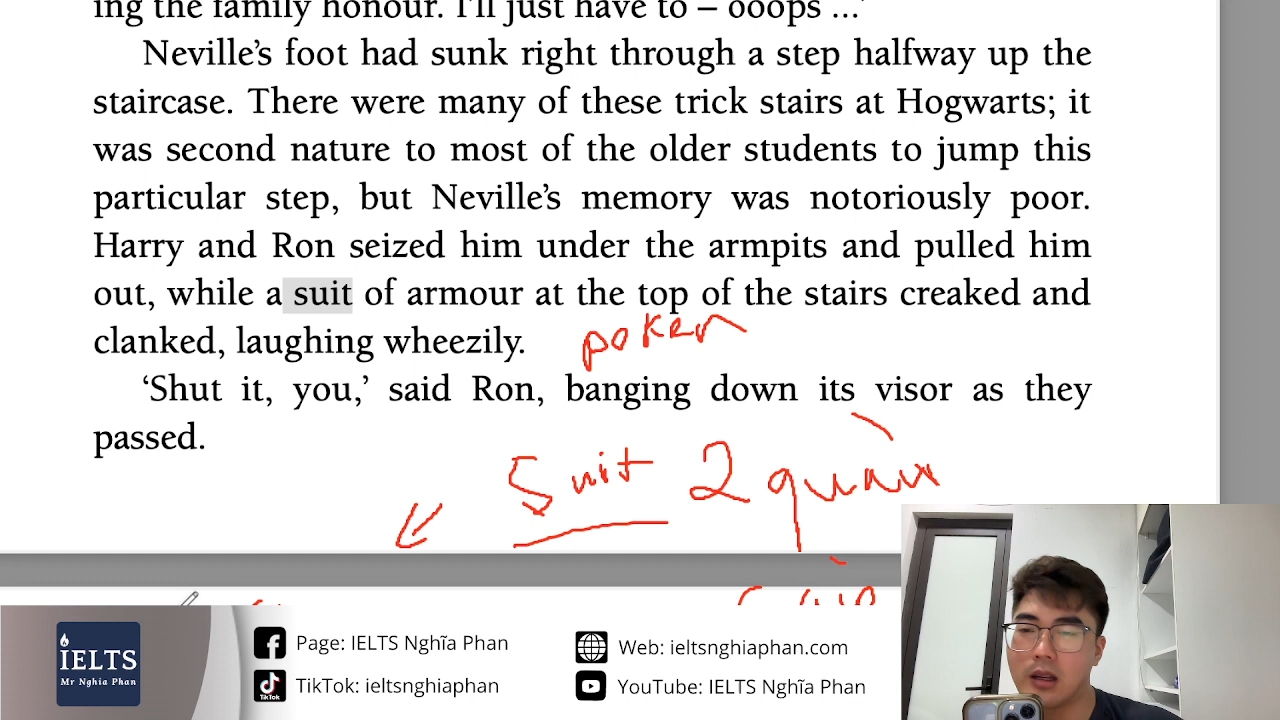 ing the family honour. I'll just have to – ooops …'
Neville's foot had sunk right through a step halfway up the
staircase. There were many of these trick stairs at Hogwarts; it
was second nature to most of the older students to jump this
particular step, but Neville's memory was notoriously poor.
Harry and Ron seized him under the armpits and pulled him
out, while a suit of armour at the top of the stairs creaked and
clanked, laughing wheezily.
poker
'Shut it, you,' said Ron, banging down its visor as they
passed.
suit 2 quần
IELTS
Mr Nghia Phan
Page: IELTS Nghĩa Phan
TikTok
TikTok: ieltsnghiaphan
Web: ieltsnghiaphan.com
YouTube: IELTS Nghĩa Phan